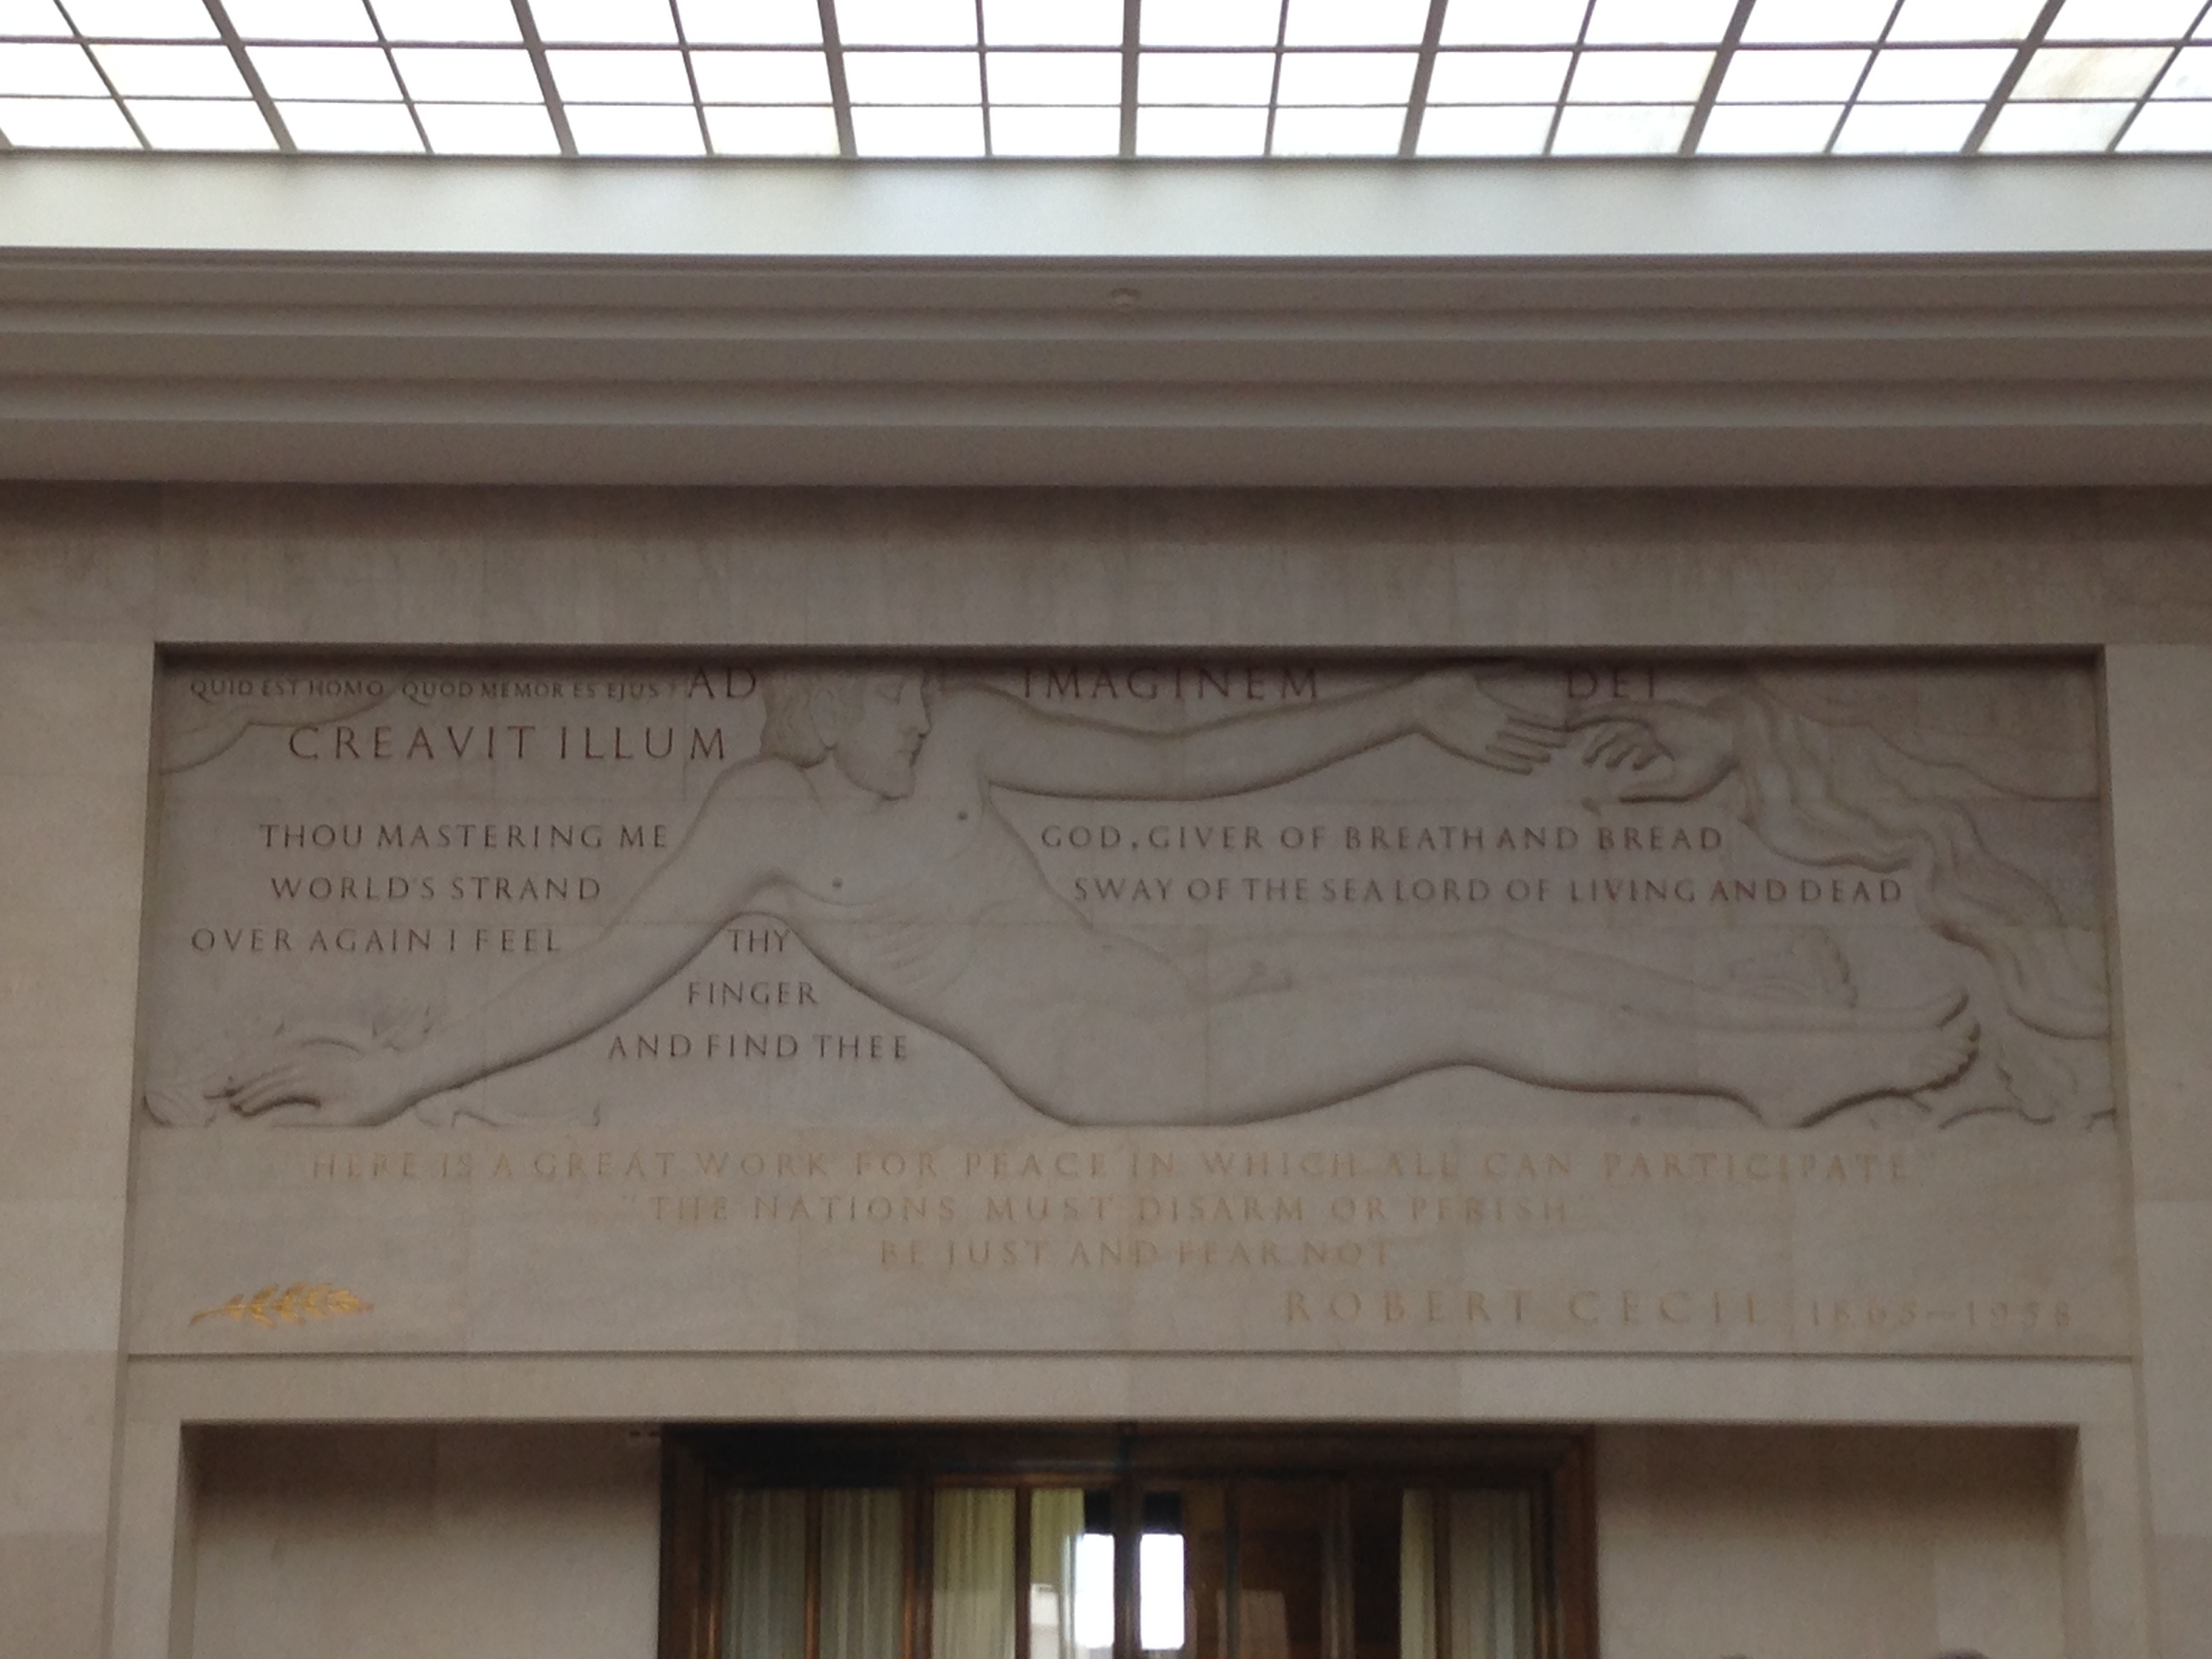 QUID EST HOMO QUOD MEMOR ES EJUS? AD IMAGINEM DEI
CREAVIT ILLUM
THOU MASTERING ME
WORLD'S STRAND
OVER AGAIN I FEEL
THY
FINGER
AND FIND THEE
GOD, GIVER OF BREATH AND BREAD
SWAY OF THE SEA LORD OF LIVING AND DEAD
HERE IS A GREAT WORK FOR PEACE IN WHICH ALL CAN PARTICIPATE"
"THE NATIONS MUST DISARM OR PERISH
BE JUST AND FEAR NOT
ROBERT CECIL 1865–1958